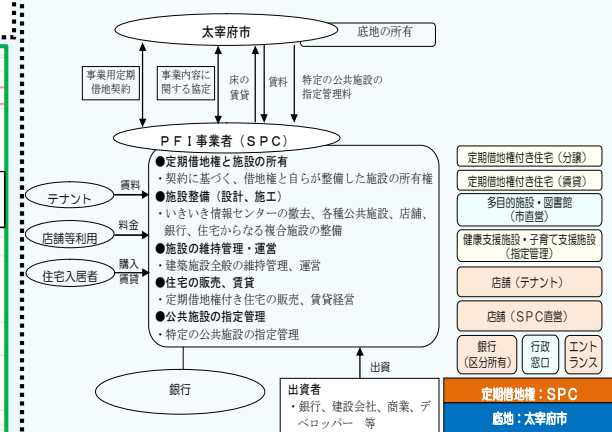 太宰府市
底地の所有
事業用定期
借地契約
事業内容に
関する協定
床の
賃貸
賃料
特定の公共施設の
指定管理料
PFI事業者(SPC)
●定期借地権と施設の所有
・契約に基づく、借地権と自らが整備した施設の所有権
●施設整備(設計、施工)
・いきいき情報センターの撤去、各種公共施設、店舗、
銀行、住宅からなる複合施設の整備
●施設の維持管理・運営
・建築施設全般の維持管理、運営
●住宅の販売、賃貸
・定期借地権付き住宅の販売、賃貸経営
●公共施設の指定管理
・特定の公共施設の指定管理
テナント
賃料
店舗等利用
料金
住宅入居者
購入
賃貸
銀行
出資
出資者
・銀行、建設会社、商業、デ
ベロッパー 等
定期借地権付き住宅(分譲)
定期借地権付き住宅(賃貸)
多目的施設・図書館
(市直営)
健康支援施設・子育て支援施設
(指定管理)
店舗(テナント)
店舗(SPC直営)
銀行
(区分所有)
行政
窓口
エント
ランス
定期借地権:SPC
底地:太宰府市